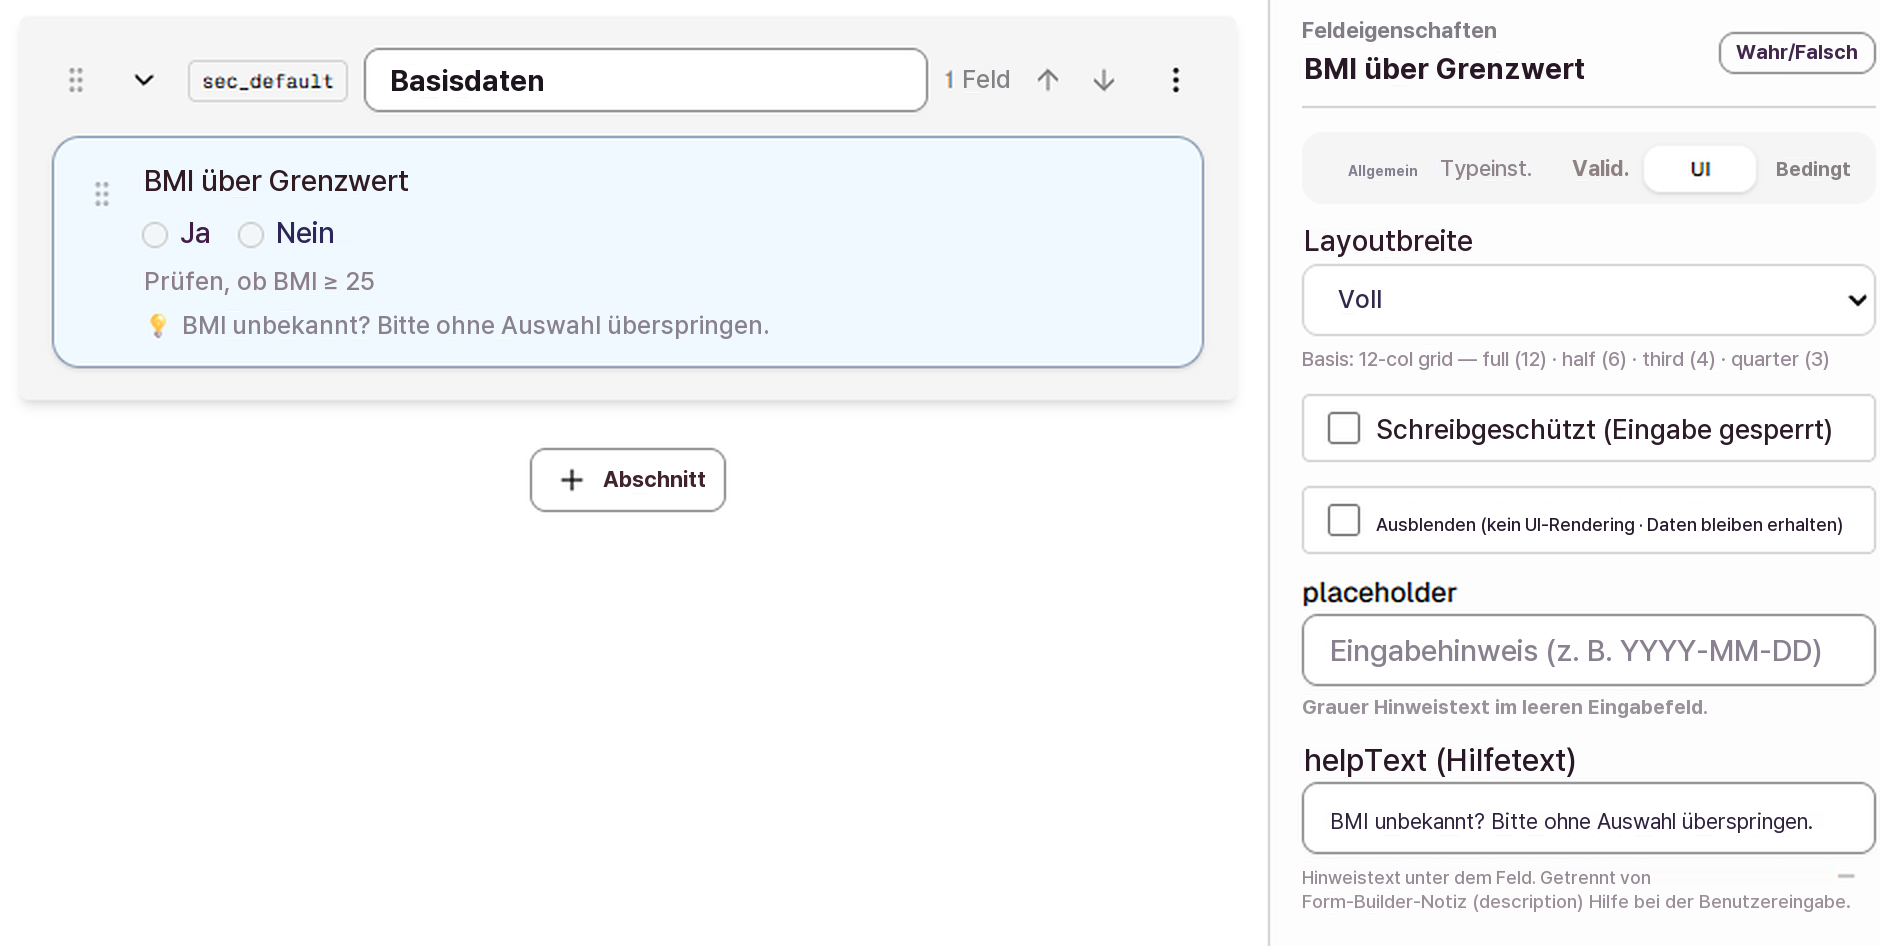 sec_default
Basisdaten
1 Feld
BMI über Grenzwert
Ja
Nein
Prüfen, ob BMI ≥ 25
💡 BMI unbekannt? Bitte ohne Auswahl überspringen.
+ Abschnitt
Feldeigenschaften
BMI über Grenzwert
Wahr/Falsch
Allgemein
Typeinst.
Valid.
UI
Bedingt
Layoutbreite
Voll
Basis: 12-col grid — full (12) · half (6) · third (4) · quarter (3)
Schreibgeschützt (Eingabe gesperrt)
Ausblenden (kein UI-Rendering · Daten bleiben erhalten)
placeholder
Eingabehinweis (z. B. YYYY-MM-DD)
Grauer Hinweistext im leeren Eingabefeld.
helpText (Hilfetext)
BMI unbekannt? Bitte ohne Auswahl überspringen.
Hinweistext unter dem Feld. Getrennt von —
Form-Builder-Notiz (description) Hilfe bei der Benutzereingabe.